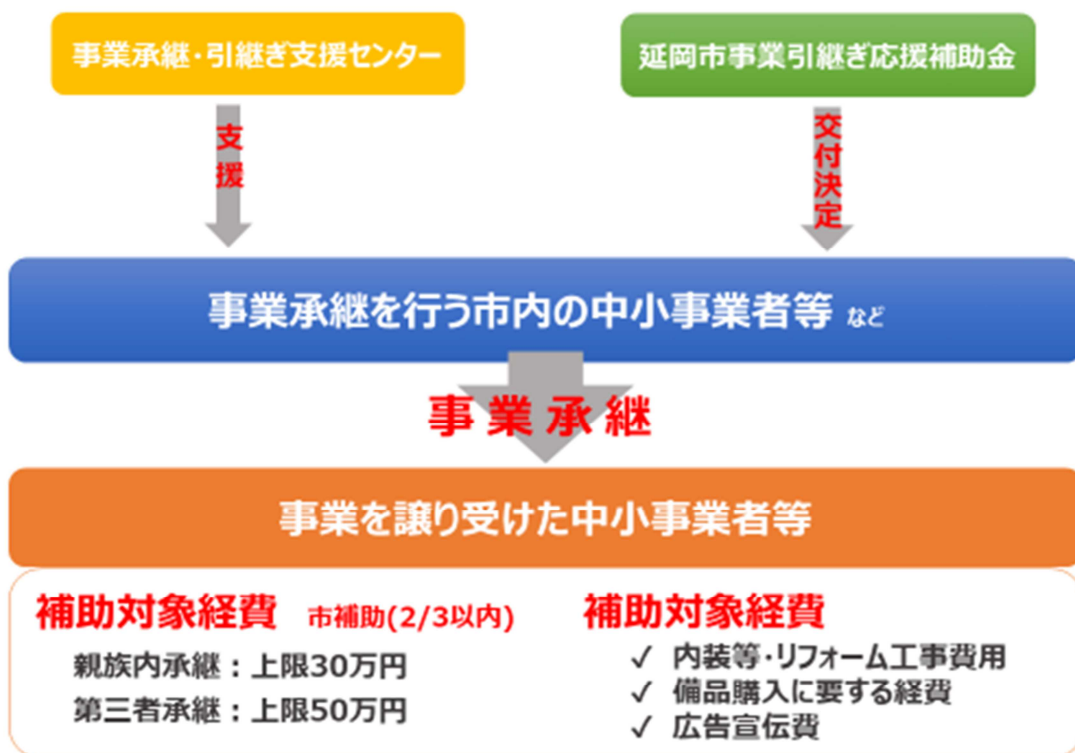 事業承継・引継ぎ支援センター
延岡市事業引継ぎ応援補助金
支援
交付決定
事業承継を行う市内の中小事業者等 など
事業承継
事業を譲り受けた中小事業者等
補助対象経費 市補助(2/3以内)
親族内承継：上限30万円
第三者承継：上限50万円
補助対象経費
✓ 内装等・リフォーム工事費用
✓ 備品購入に要する経費
✓ 広告宣伝費